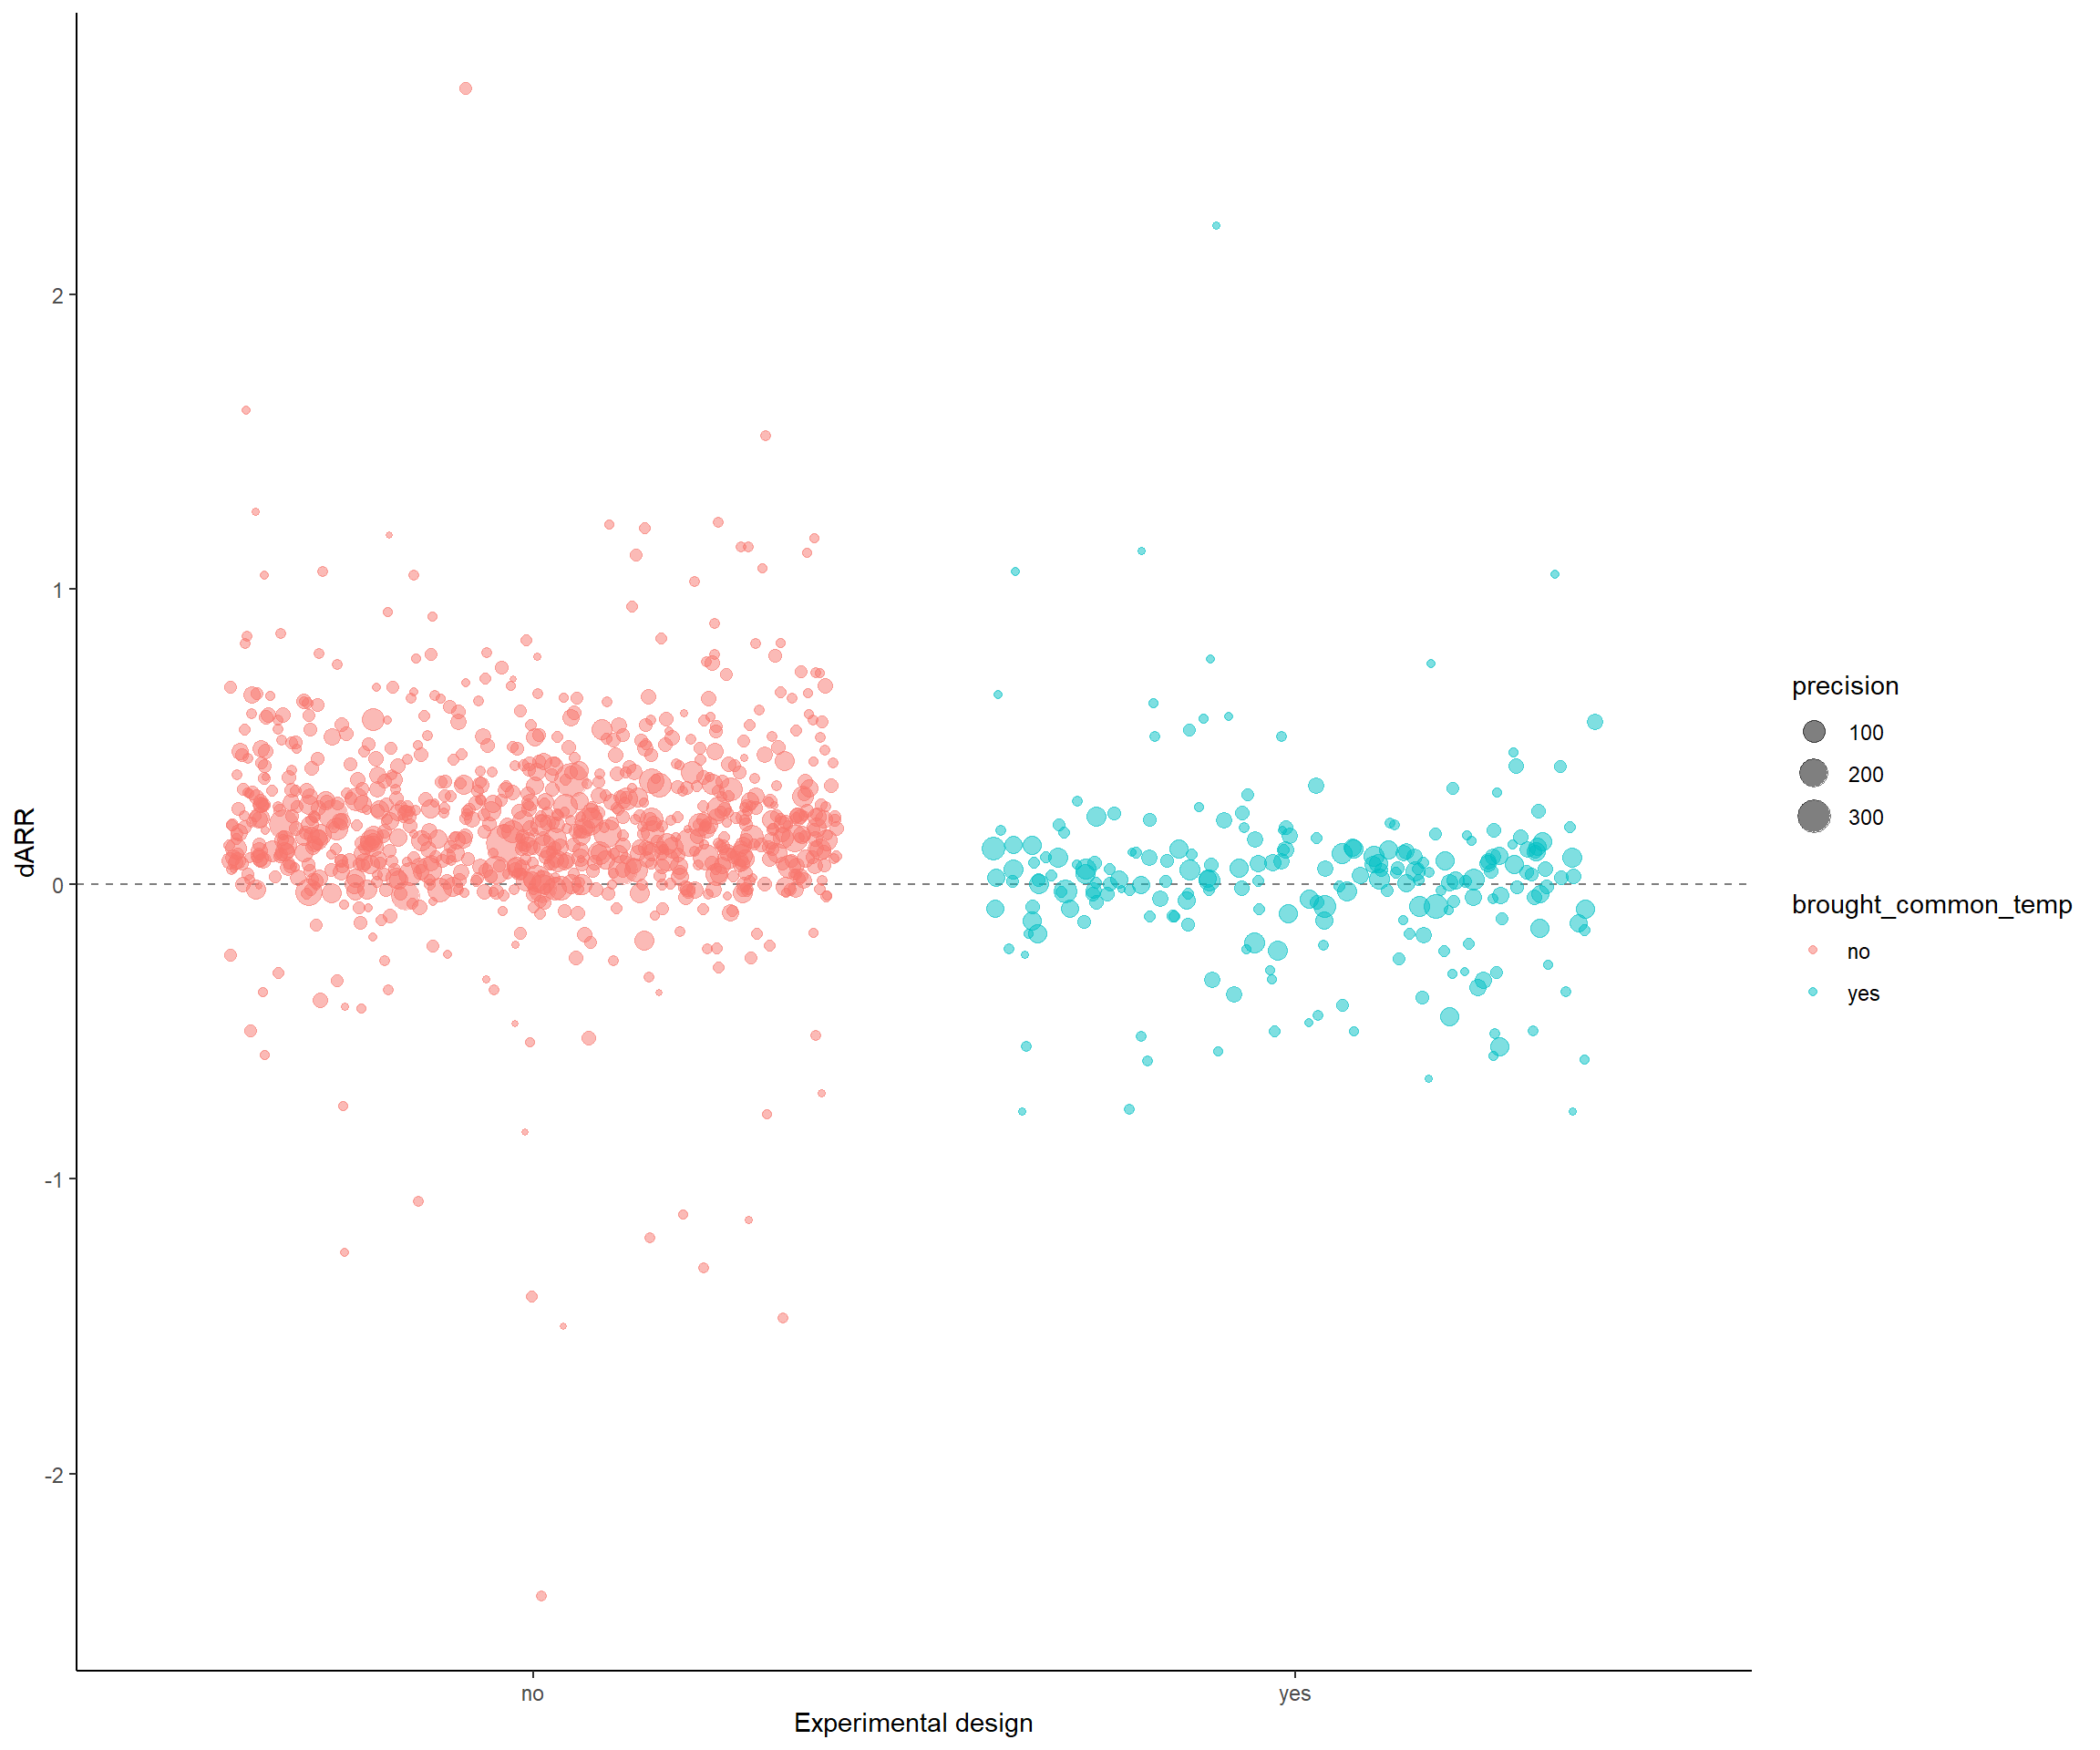 dARR
2
1
0
-1
-2
no
yes
Experimental design
precision
100
200
300
brought_common_temp
no
yes